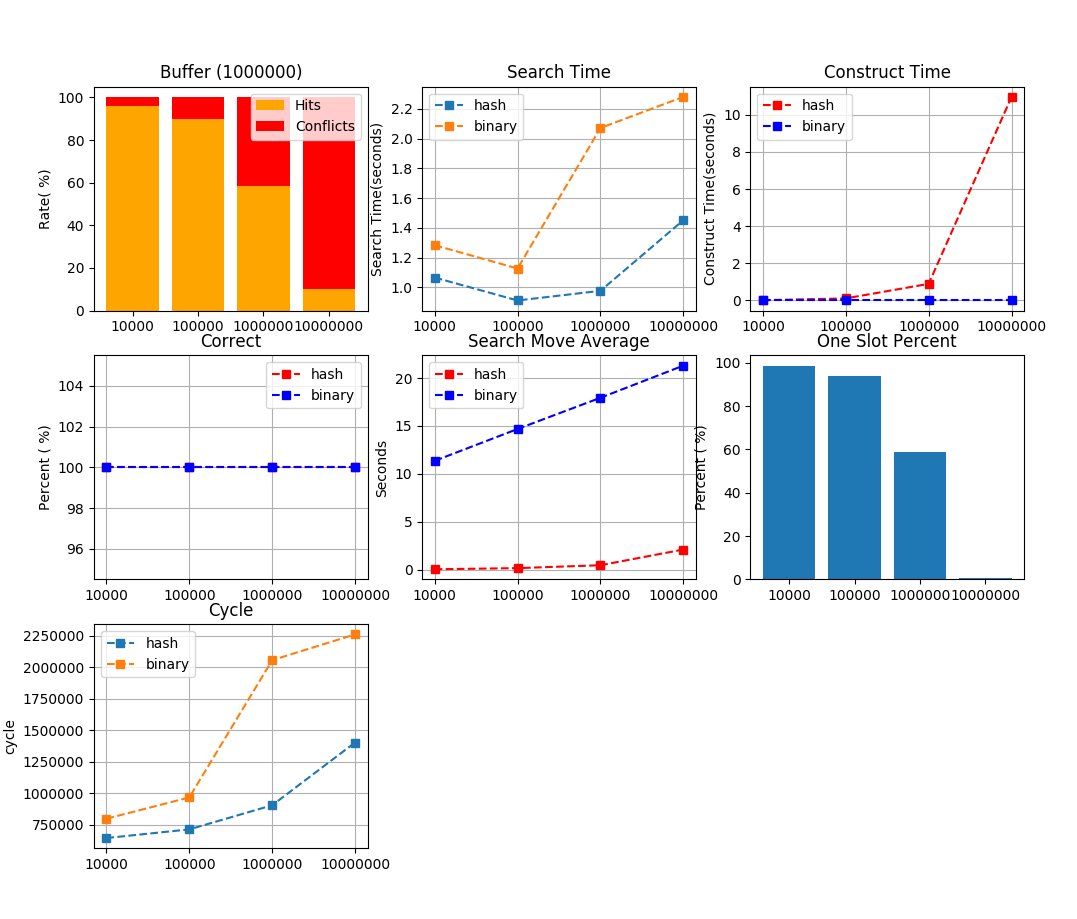 Buffer (1000000)
Rate( %)
100
80
60
40
20
0
Hits
Conflicts
10000
100000
1000000
10000000
Search Time
Search Time(seconds)
2.2
2.0
1.8
1.6
1.4
1.2
1.0
hash
binary
10000
100000
1000000
10000000
Construct Time
Construct Time(seconds)
10
8
6
4
2
0
hash
binary
10000
100000
1000000
10000000
Correct
Percent ( %)
104
102
100
98
96
hash
binary
10000
100000
1000000
10000000
Search Move Average
Seconds
20
15
10
5
0
hash
binary
10000
100000
1000000
10000000
One Slot Percent
Percent ( %)
100
80
60
40
20
0
10000
100000
1000000
10000000
Cycle
cycle
2250000
2000000
1750000
1500000
1250000
1000000
750000
hash
binary
10000
100000
1000000
10000000